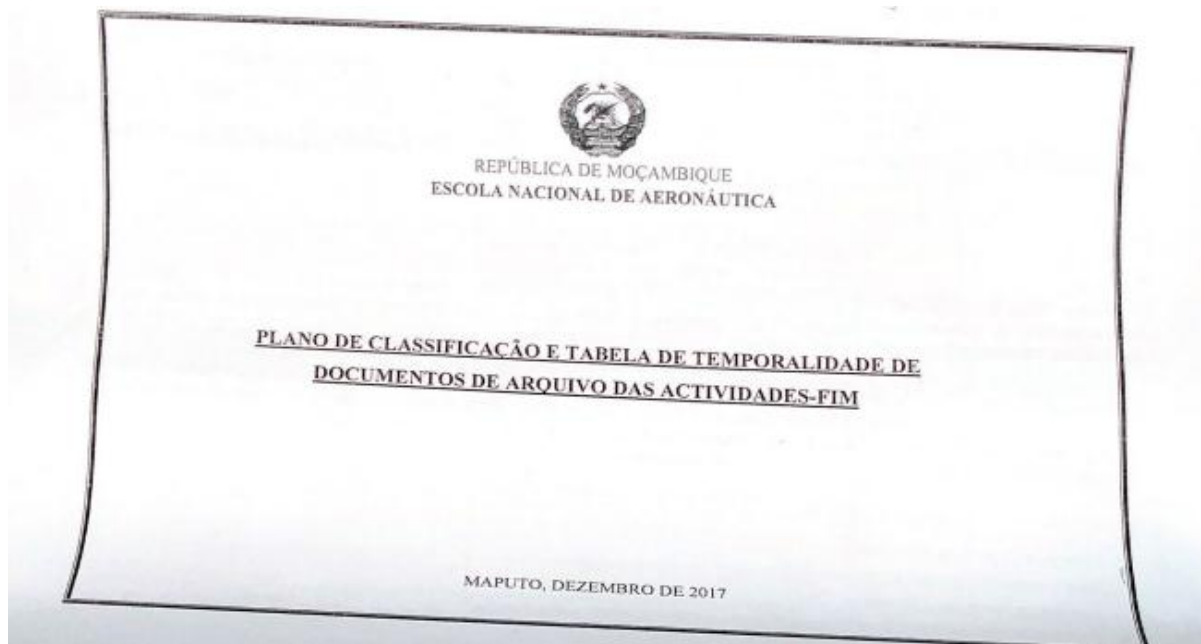 REPÚBLICA DE MOÇAMBIQUE
ESCOLA NACIONAL DE AERONÁUTICA
PLANO DE CLASSIFICAÇÃO E TABELA DE TEMPORALIDADE DE
DOCUMENTOS DE ARQUIVO DAS ACTIVIDADES-FIM
MAPUTO, DEZEMBRO DE 2017